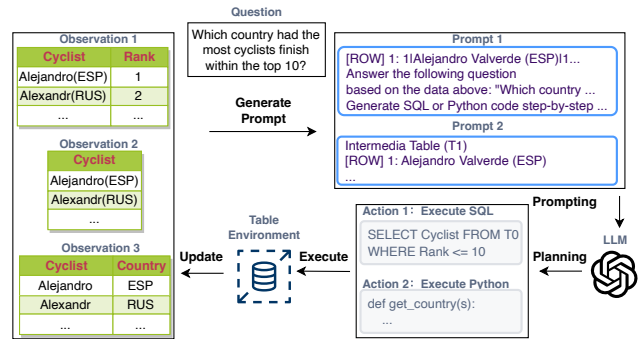 Question
Which country had the
most cyclists finish
within the top 10?
Observation 1
Cyclist Rank
Alejandro(ESP) 1
Alexandr(RUS) 2
... ...
Observation 2
Cyclist
Alejandro(ESP)
Alexandr(RUS)
...
Observation 3
Cyclist Country
Alejandro ESP
Alexandr RUS
... ...
Generate
Prompt
Prompt 1
[ROW] 1: 1|Alejandro Valverde (ESP)|1...
Answer the following question
based on the data above: "Which country ...
Generate SQL or Python code step-by-step ...
Prompt 2
Intermedia Table (T1)
[ROW] 1: Alejandro Valverde (ESP)
...
Prompting
LLM
Planning
Action 1: Execute SQL
SELECT Cyclist FROM T0
WHERE Rank <= 10
Action 2: Execute Python
def get_country(s):
...
Execute
Table
Environment
Update